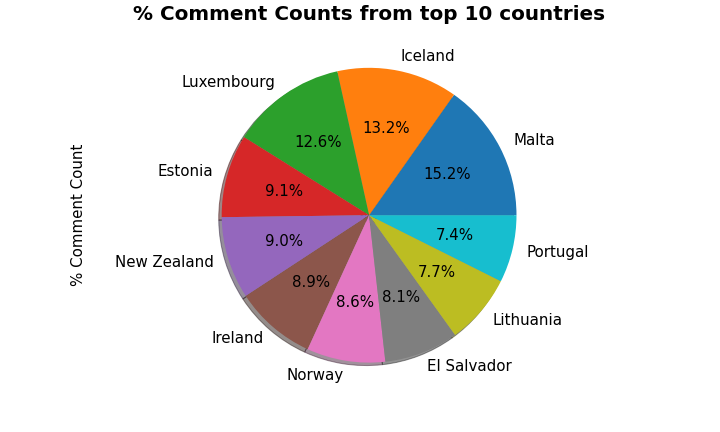 % Comment Counts from top 10 countries
Iceland
Luxembourg
13.2%
Malta
12.6%
15.2%
Estonia
9.1%
% Comment Count
7.4%
9.0%
Portugal
New Zealand
7.7%
8.9%
8.1%
8.6%
Lithuania
Ireland
El Salvador
Norway